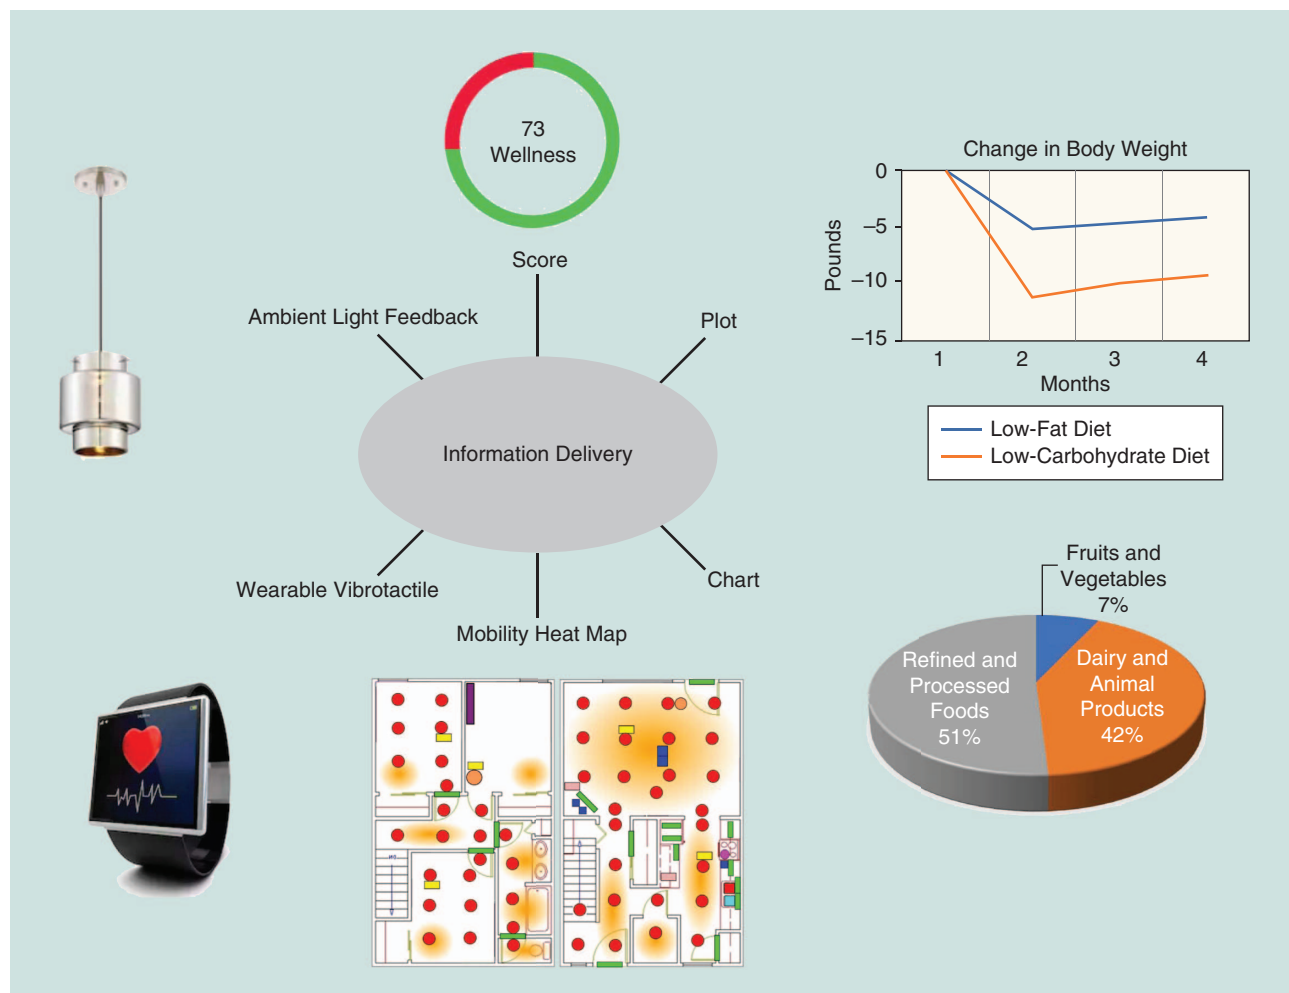 73
Wellness
Score
Ambient Light Feedback
Plot
Information Delivery
Wearable Vibrotactile
Mobility Heat Map
Chart
Change in Body Weight
Pounds
0
–5
–10
–15
1 2 3 4
Months
Low-Fat Diet
Low-Carbohydrate Diet
Fruits and
Vegetables
7%
Refined and
Processed
Foods
51%
Dairy and
Animal
Products
42%